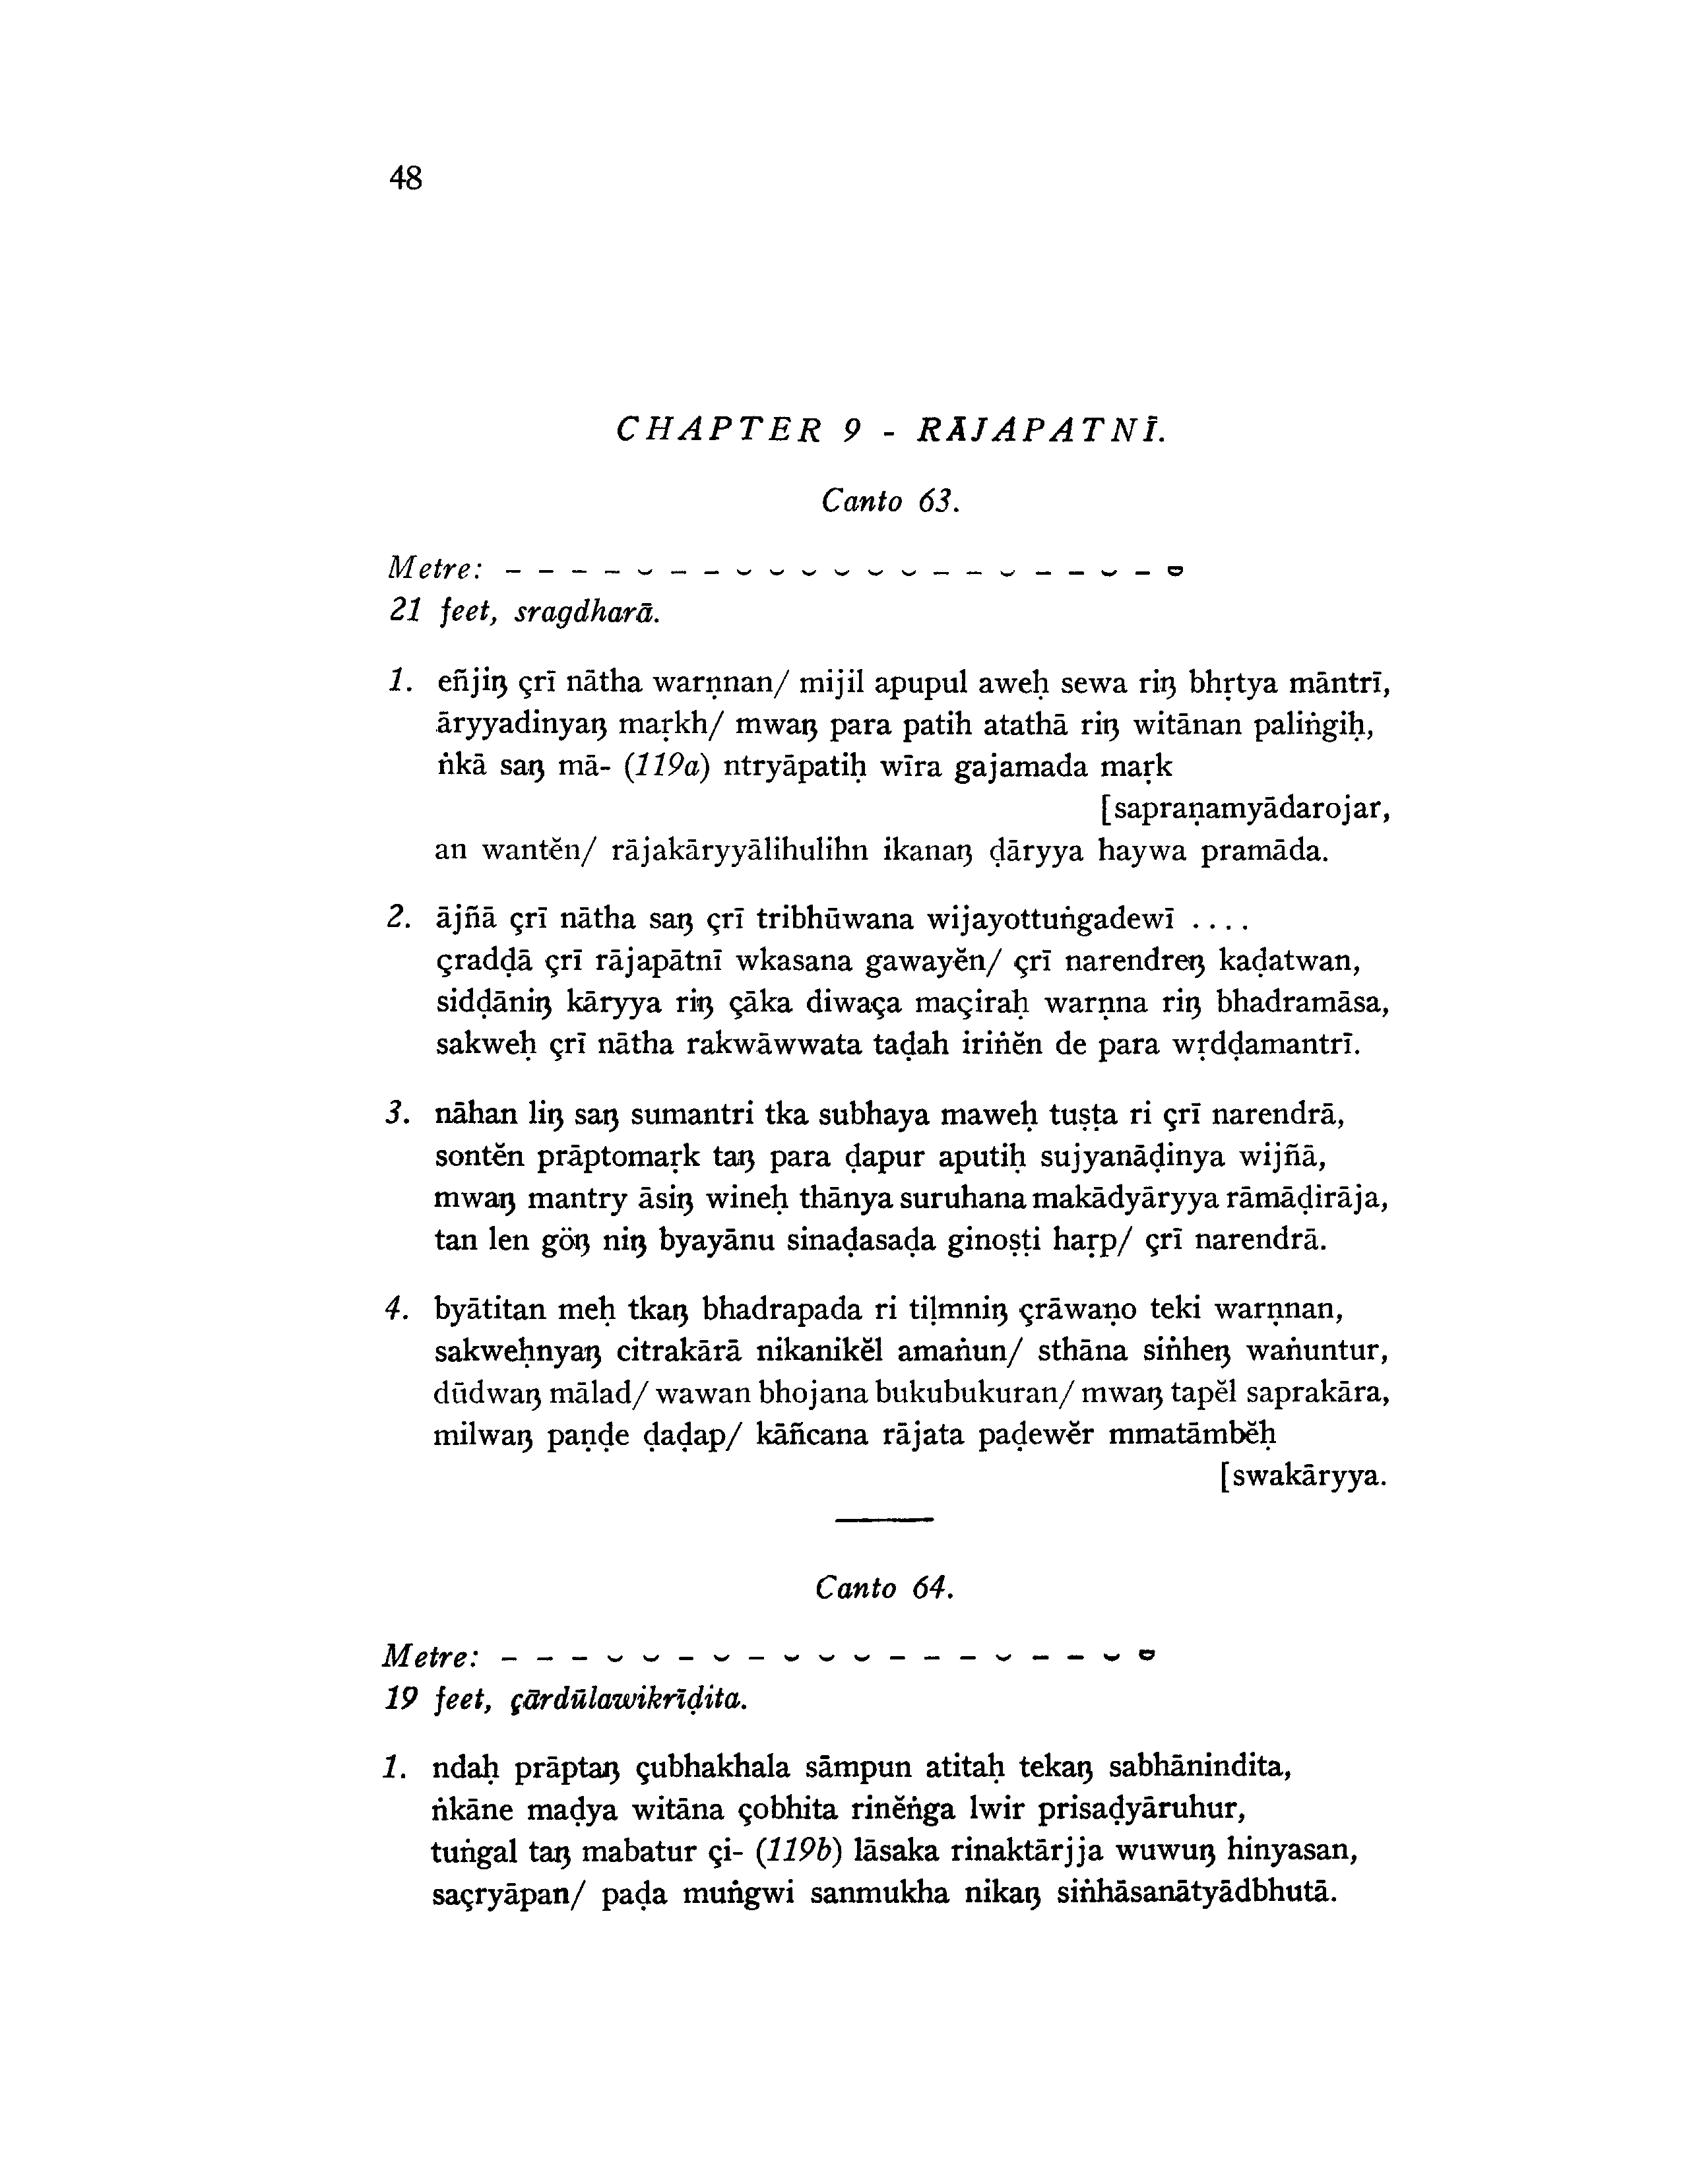 48
CHAPTER 9 - RĀJAPATNĪ.
Canto 63.
Metre: – – – – ⏑ – – ⏑ ⏑ ⏑ ⏑ ⏑ ⏑ – – ⏑ – – ⏑ – ⏓
21 feet, sragdharā.
1. eñjiŋ çrī nātha warṇnan/ mijil apupul aweḥ sewa riŋ bhṛtya māntrī,
āryyadinyaŋ maṛkh/ mwaŋ para patih atathā riŋ witānan paliṅgiḥ,
ṅkā saŋ mā- (119a) ntryāpatiḥ wīra gajamada maṛk
[sapraṇamyādarojar,
an wantĕn/ rājakāryyālihulihn ikanaŋ ḍāryya haywa pramāda.
2. ājñā çrī nātha saŋ çrī tribhūwana wijayottuṅgadewī ....
çraddā çrī rājapātnī wkasana gawayĕn/ çrī narendreŋ kaḍatwan,
siddāniŋ kāryya riŋ çāka diwaça maçiraḥ warṇna riŋ bhadramāsa,
sakweḥ çrī nātha rakwāwwata taḍah iriṅĕn de para wṛddamantrī.
3. nāhan liŋ saŋ sumantri tka subhaya maweḥ tuṣṭa ri çrī narendrā,
sontĕn prāptomaṛk taŋ para ḍapur aputiḥ sujyanāḍinya wijñā,
mwaŋ mantry āsiŋ wineḥ thānya suruhana makādyāryya rāmāḍirāja,
tan len göŋ niŋ byayānu sinaḍasaḍa ginoṣṭi haṛp/ çrī narendrā.
4. byātitan meḥ tkaŋ bhadrapada ri tiḷmniŋ çrāwaṇo teki warṇnan,
sakweḥnyaŋ citrakārā nikanikĕl amaṅun/ sthāna siṅheŋ waṅuntur,
dūdwaŋ mālad/ wawan bhojana bukubukuran/ mwaŋ tapĕl saprakāra,
milwaŋ paṇḍe ḍaḍap/ kāñcana rājata paḍewĕr mmatāmbĕḥ
[swakāryya.
Canto 64.
Metre: – – – ⏑ ⏑ – ⏑ – ⏑ ⏑ ⏑ – – – ⏑ – – ⏑ ⏓
19 feet, çārdūlawikrīḍita.
1. ndaḥ prāptaŋ çubhakhala sāmpun atitaḥ tekaŋ sabhānindita,
ṅkāne maḍya witāna çobhita rinĕṅga lwir prisaḍyāruhur,
tuṅgal taŋ mabatur çi- (119b) lāsaka rinaktārjja wuwuŋ hinyasan,
saçryāpan/ paḍa muṅgwi sanmukha nikaŋ siṅhāsanātyādbhutā.